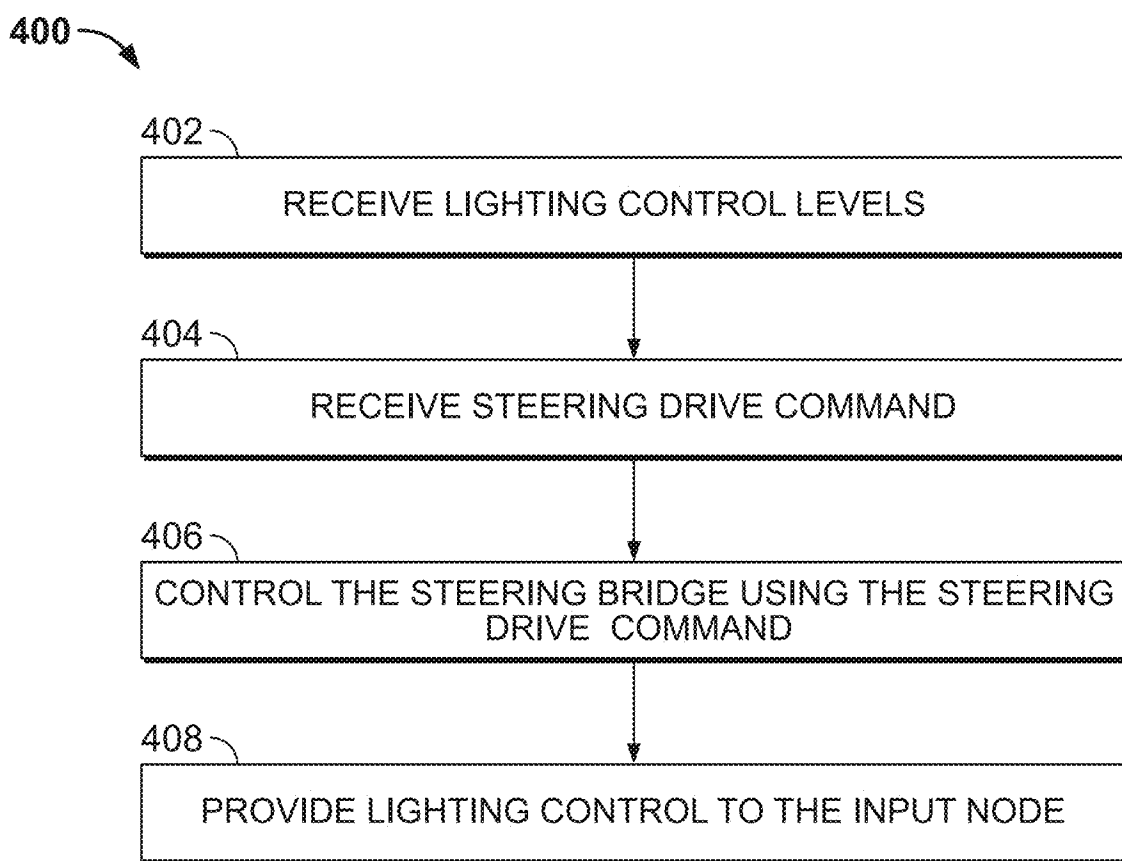 400
402
RECEIVE LIGHTING CONTROL LEVELS
404
RECEIVE STEERING DRIVE COMMAND
406
CONTROL THE STEERING BRIDGE USING THE STEERING
DRIVE COMMAND
408
PROVIDE LIGHTING CONTROL TO THE INPUT NODE